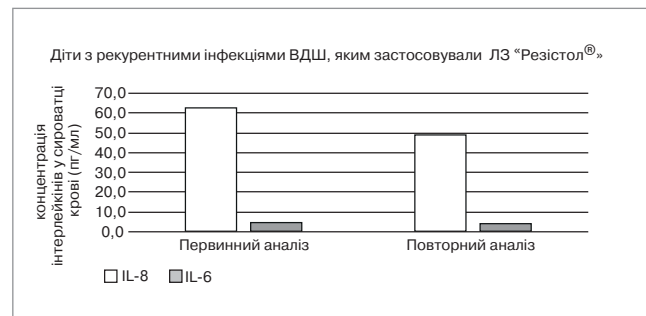 Діти з рекурентними інфекціями ВДШ, яким застосовували ЛЗ “Резістол®»
концентрація
інтерлейкінів у сироватці
крові (пг/мл)
70,0
60,0
50,0
40,0
30,0
20,0
10,0
0,0
Первинний аналіз
Повторний аналіз
IL-8
IL-6